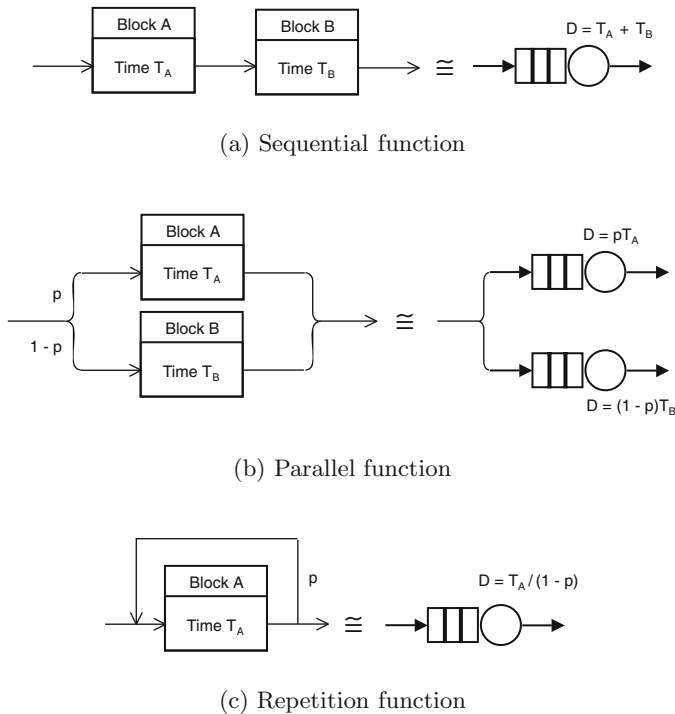 Block A
Block B
D = T_A + T_B
Time T_A
Time T_B
≅
(a) Sequential function
Block A
D = pT_A
Time T_A
p
Block B
≅
1 - p
Time T_B
D = (1 - p)T_B
(b) Parallel function
Block A
p
D = T_A / (1 - p)
Time T_A
≅
(c) Repetition function